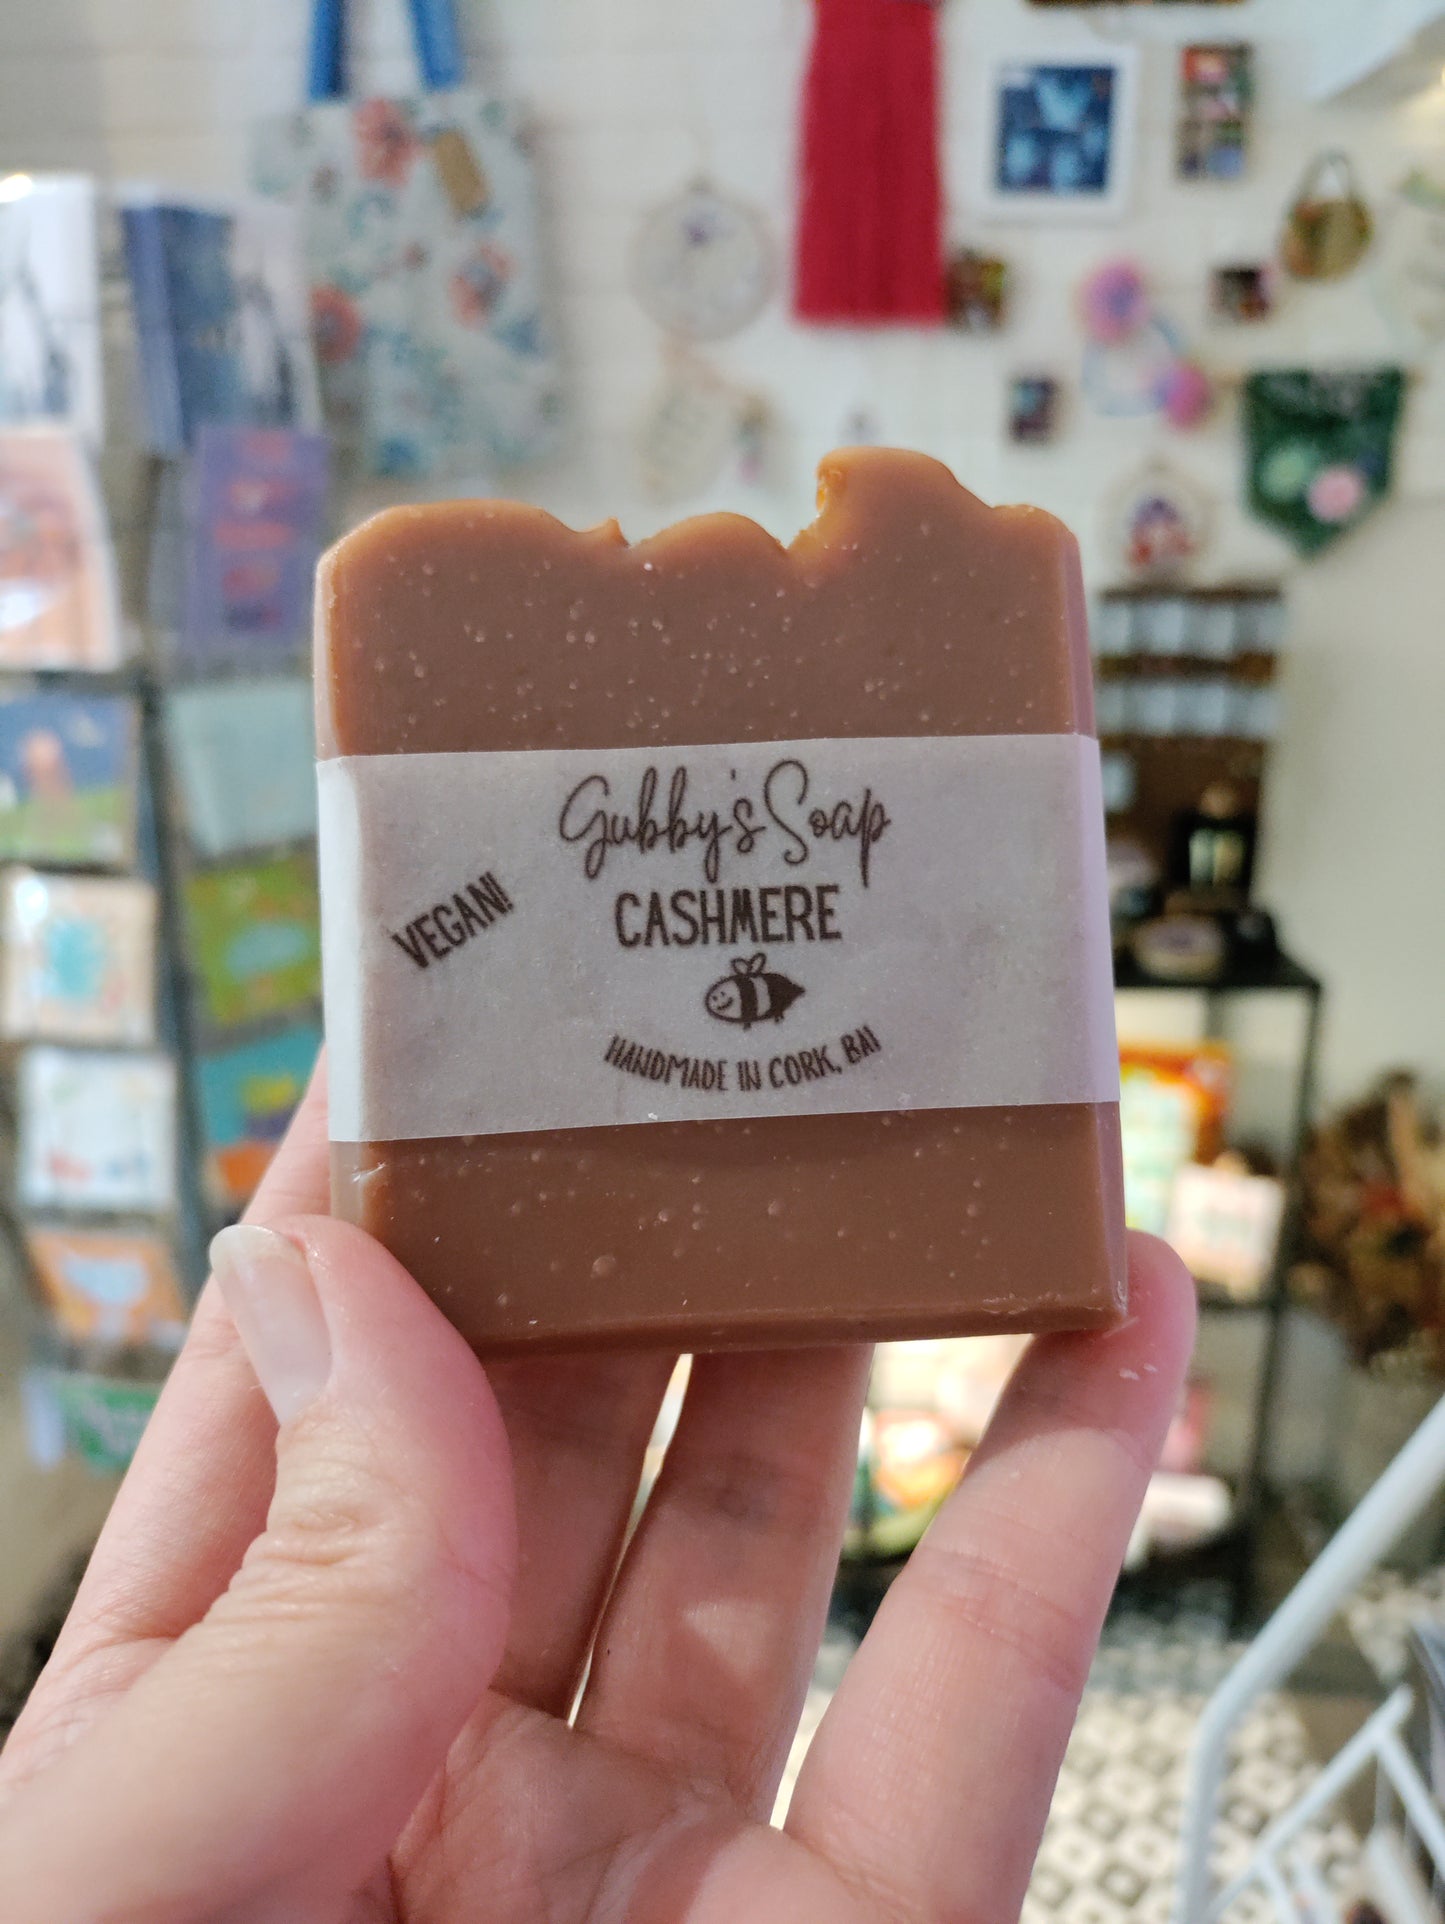 Gubby's Soap
CASHMERE
VEGAN!
HANDMADE IN CORK, BAI